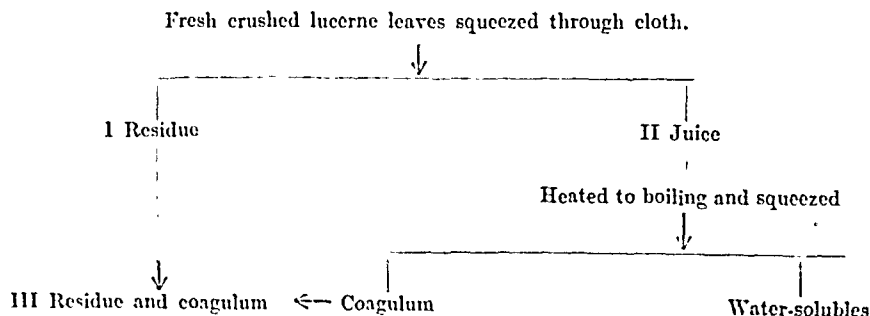 Fresh crushed lucerne leaves squeezed through cloth.
I Residue
II Juice
Heated to boiling and squeezed
III Residue and coagulum ← Coagulum
Water-solubles